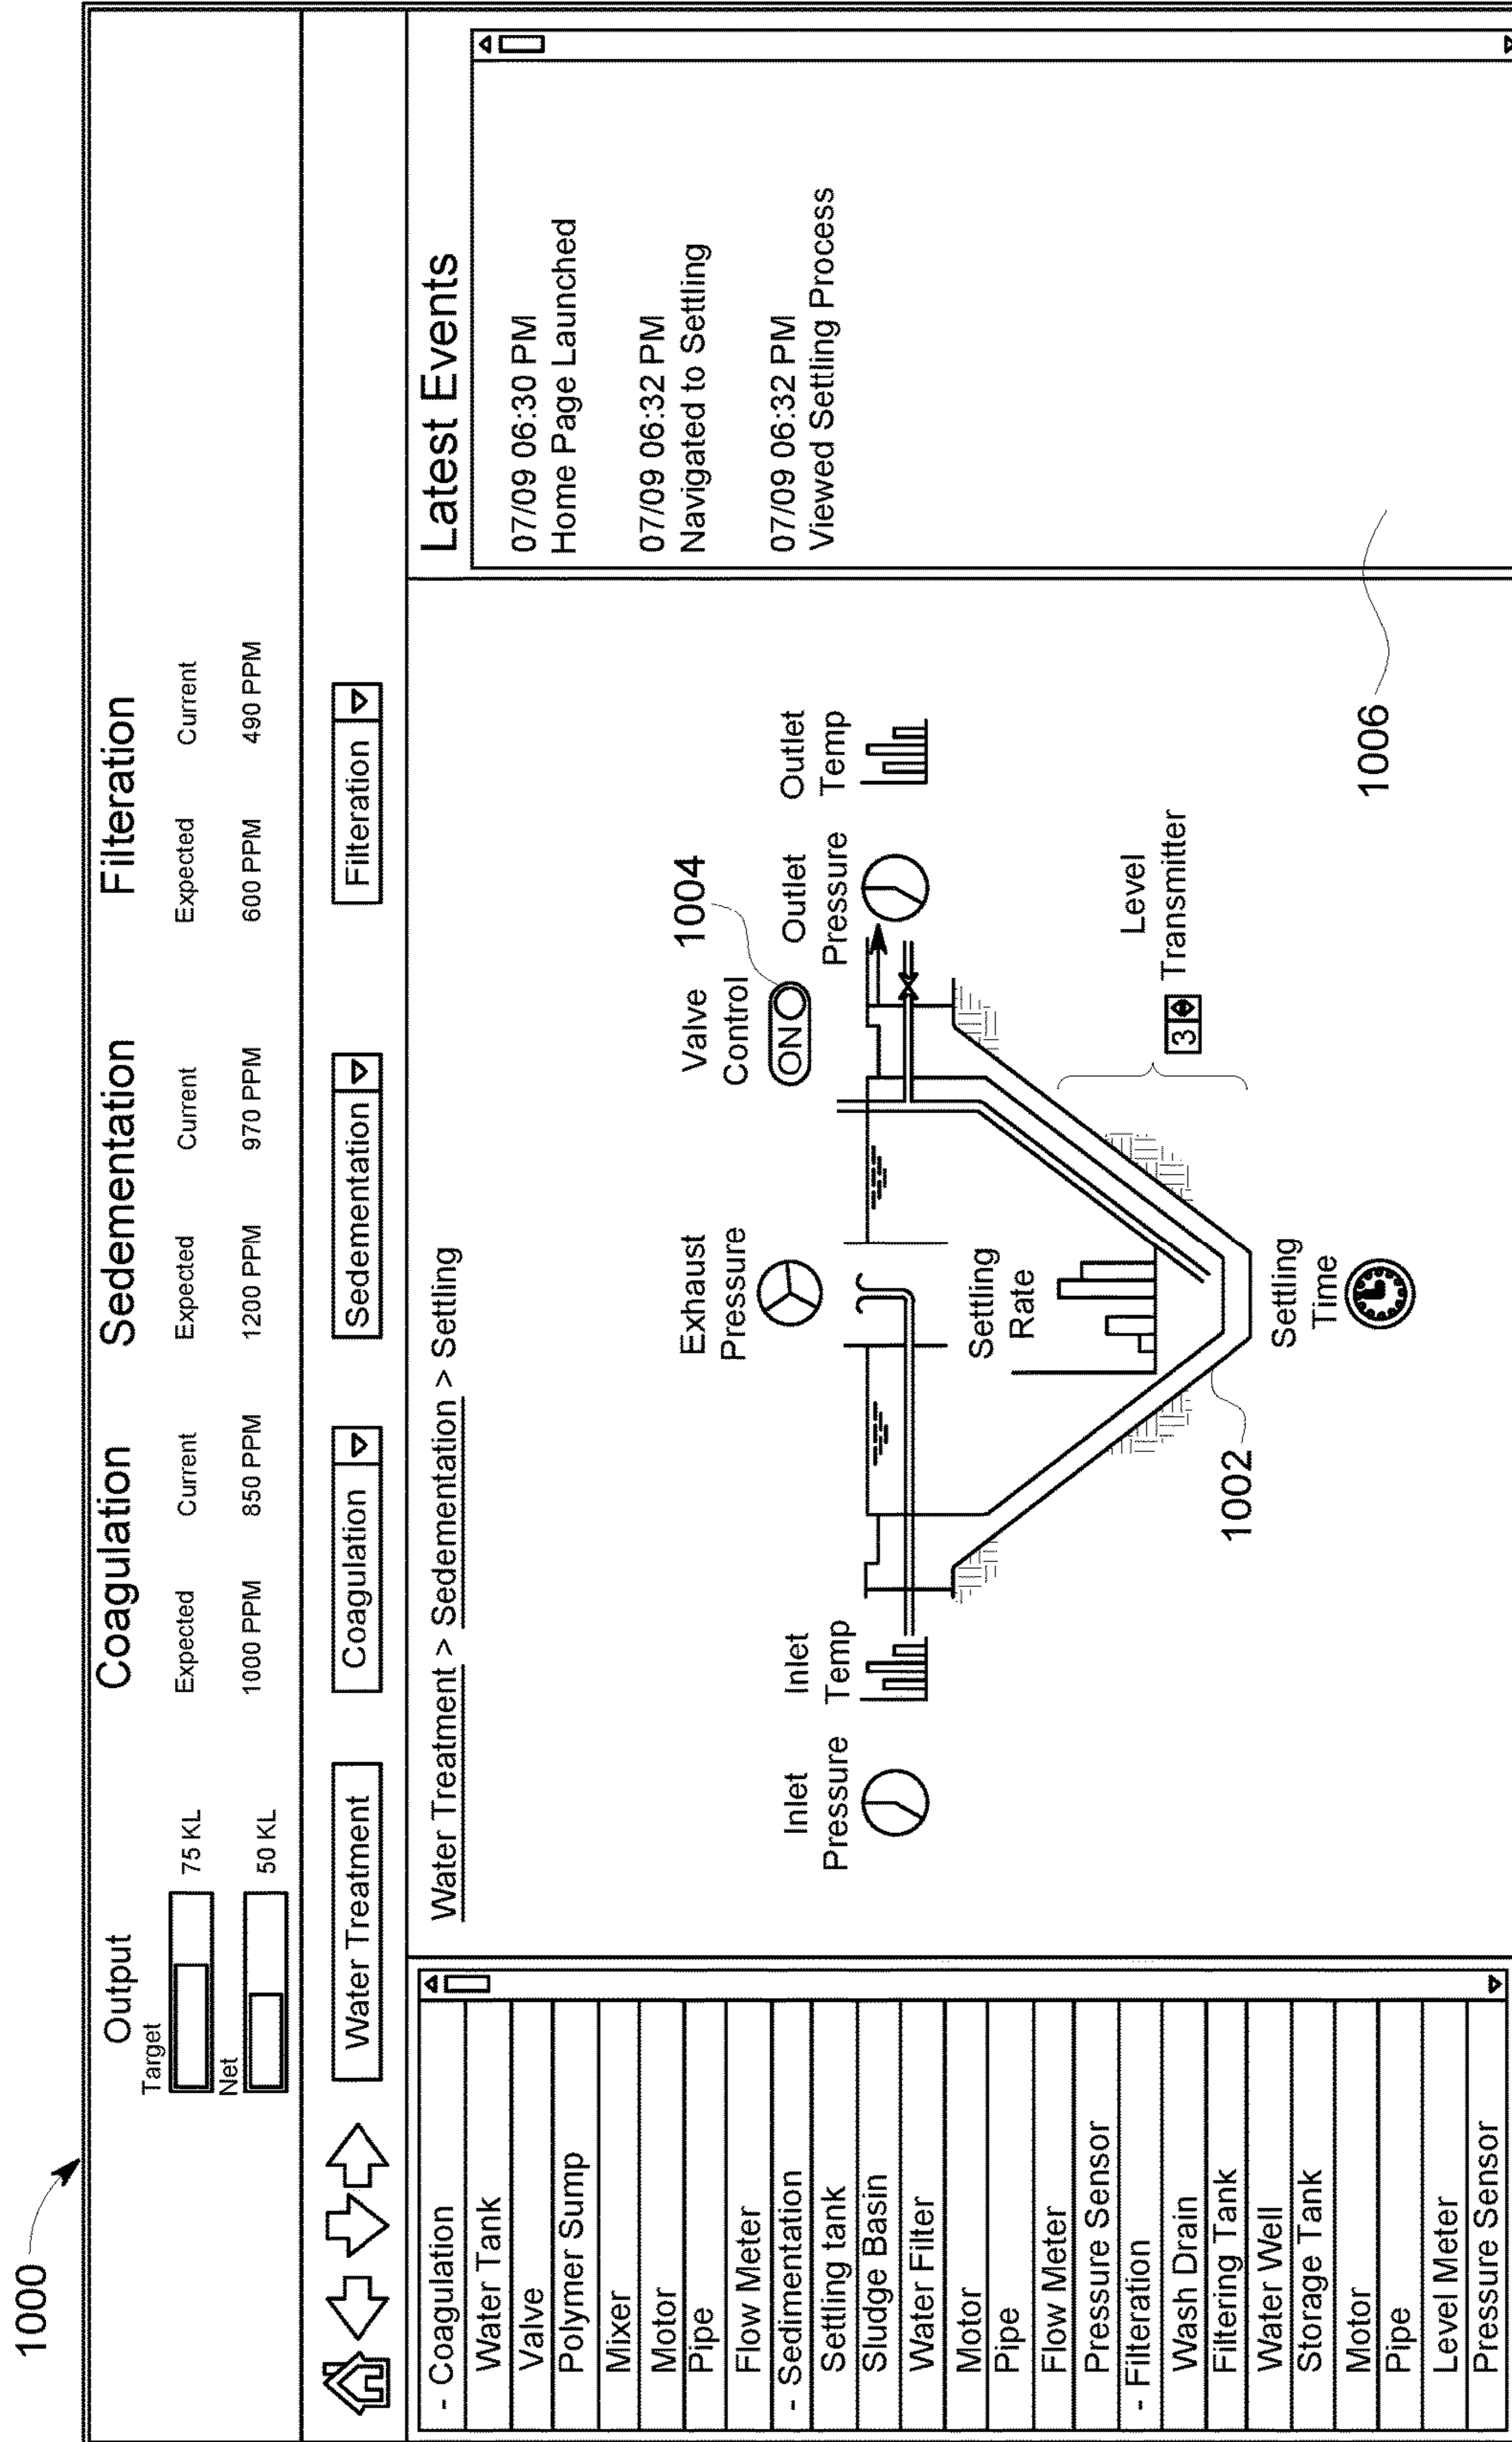 1000
Output
Target
75 KL
Net
50 KL
Coagulation
Expected Current
1000 PPM 850 PPM
Sedementation
Expected Current
1200 PPM 970 PPM
Filteration
Expected Current
600 PPM 490 PPM
Water Treatment
Coagulation
Sedementation
Filteration
- Coagulation
Water Tank
Valve
Polymer Sump
Mixer
Motor
Pipe
Flow Meter
- Sedimentation
Settling tank
Sludge Basin
Water Filter
Motor
Pipe
Flow Meter
Pressure Sensor
- Filteration
Wash Drain
Filtering Tank
Water Well
Storage Tank
Motor
Pipe
Level Meter
Pressure Sensor
Water Treatment > Sedementation > Settling
Inlet
Pressure
Inlet
Temp
Exhaust
Pressure
Valve
Control
ON
1004
Outlet
Pressure
Outlet
Temp
Settling
Rate
3
Level
Transmitter
1002
Settling
Time
1006
Latest Events
07/09 06:30 PM
Home Page Launched
07/09 06:32 PM
Navigated to Settling
07/09 06:32 PM
Viewed Settling Process